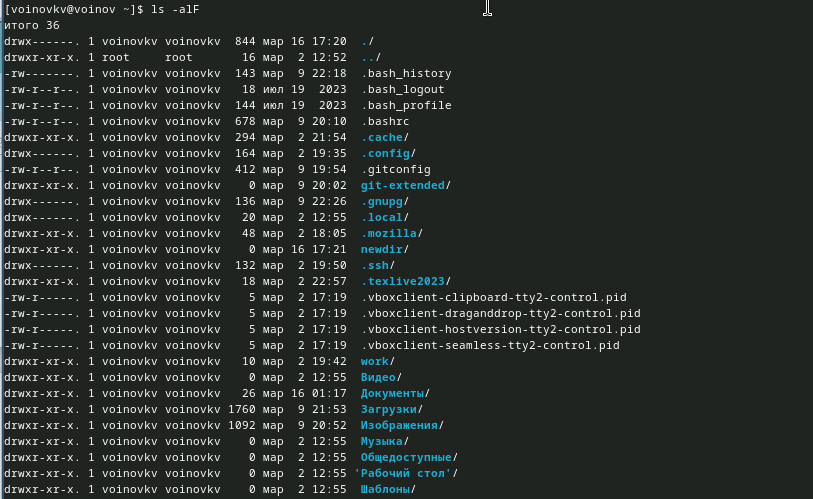 [voinovkv@voinov ~]$ ls -alF
итого 36
drwx------. 1 voinovkv voinovkv  844 мар 16 17:20  ./
drwxr-xr-x. 1 root     root       16 мар  2 12:52  ../
-rw-------. 1 voinovkv voinovkv  143 мар  9 22:18  .bash_history
-rw-r--r--. 1 voinovkv voinovkv   18 июл 19  2023  .bash_logout
-rw-r--r--. 1 voinovkv voinovkv  144 июл 19  2023  .bash_profile
-rw-r--r--. 1 voinovkv voinovkv  678 мар  9 20:10  .bashrc
drwxr-xr-x. 1 voinovkv voinovkv  294 мар  2 21:54  .cache/
drwx------. 1 voinovkv voinovkv  164 мар  2 19:35  .config/
-rw-r--r--. 1 voinovkv voinovkv  412 мар  9 19:54  .gitconfig
drwxr-xr-x. 1 voinovkv voinovkv    0 мар  9 20:02  git-extended/
drwx------. 1 voinovkv voinovkv  136 мар  9 22:26  .gnupg/
drwx------. 1 voinovkv voinovkv   20 мар  2 12:55  .local/
drwxr-xr-x. 1 voinovkv voinovkv   48 мар  2 18:05  .mozilla/
drwxr-xr-x. 1 voinovkv voinovkv    0 мар 16 17:21  newdir/
drwx------. 1 voinovkv voinovkv  132 мар  2 19:50  .ssh/
drwxr-xr-x. 1 voinovkv voinovkv   18 мар  2 22:57  .texlive2023/
-rw-r-----. 1 voinovkv voinovkv    5 мар  2 17:19  .vboxclient-clipboard-tty2-control.pid
-rw-r-----. 1 voinovkv voinovkv    5 мар  2 17:19  .vboxclient-draganddrop-tty2-control.pid
-rw-r-----. 1 voinovkv voinovkv    5 мар  2 17:19  .vboxclient-hostversion-tty2-control.pid
-rw-r-----. 1 voinovkv voinovkv    5 мар  2 17:19  .vboxclient-seamless-tty2-control.pid
drwxr-xr-x. 1 voinovkv voinovkv   10 мар  2 19:42  work/
drwxr-xr-x. 1 voinovkv voinovkv    0 мар  2 12:55  Видео/
drwxr-xr-x. 1 voinovkv voinovkv   26 мар 16 01:17  Документы/
drwxr-xr-x. 1 voinovkv voinovkv 1760 мар  9 21:53  Загрузки/
drwxr-xr-x. 1 voinovkv voinovkv 1092 мар  9 20:52  Изображения/
drwxr-xr-x. 1 voinovkv voinovkv    0 мар  2 12:55  Музыка/
drwxr-xr-x. 1 voinovkv voinovkv    0 мар  2 12:55  Общедоступные/
drwxr-xr-x. 1 voinovkv voinovkv    0 мар  2 12:55 'Рабочий стол'/
drwxr-xr-x. 1 voinovkv voinovkv    0 мар  2 12:55  Шаблоны/